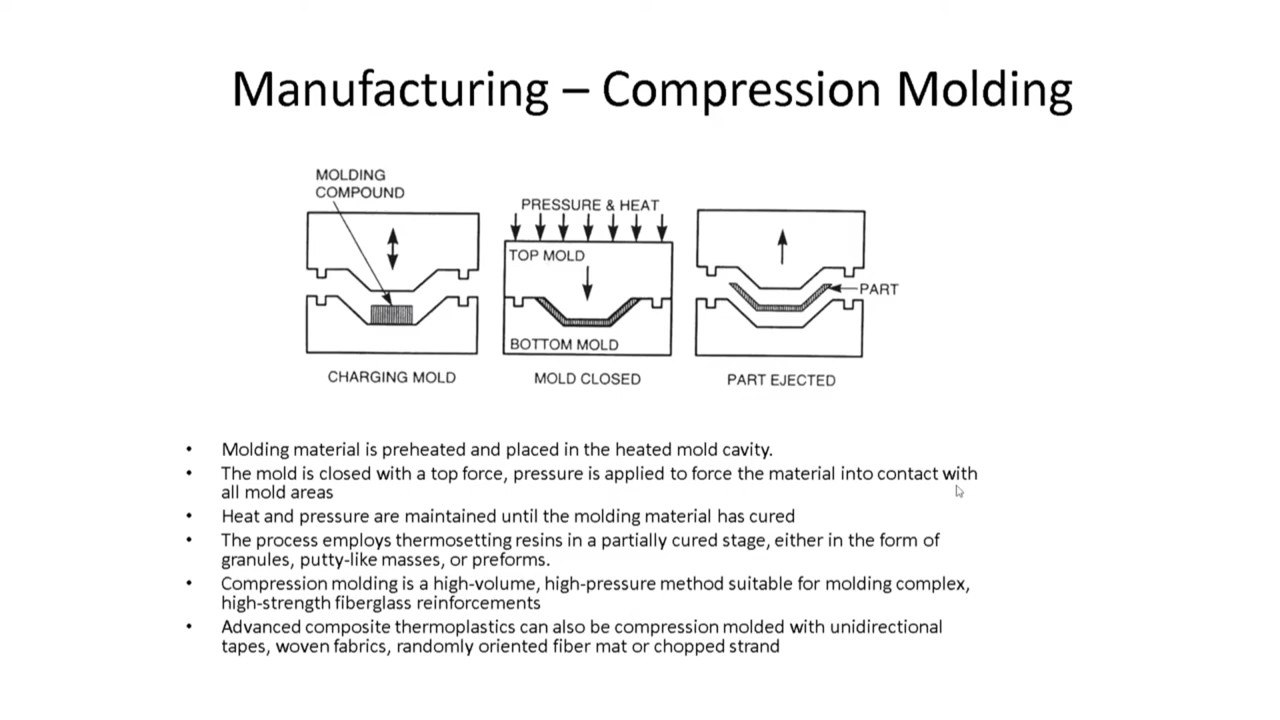 Manufacturing – Compression Molding
MOLDING
COMPOUND
PRESSURE & HEAT
TOP MOLD
BOTTOM MOLD
PART
CHARGING MOLD
MOLD CLOSED
PART EJECTED
• Molding material is preheated and placed in the heated mold cavity.
• The mold is closed with a top force, pressure is applied to force the material into contact with
all mold areas
• Heat and pressure are maintained until the molding material has cured
• The process employs thermosetting resins in a partially cured stage, either in the form of
granules, putty-like masses, or preforms.
• Compression molding is a high-volume, high-pressure method suitable for molding complex,
high-strength fiberglass reinforcements
• Advanced composite thermoplastics can also be compression molded with unidirectional
tapes, woven fabrics, randomly oriented fiber mat or chopped strand